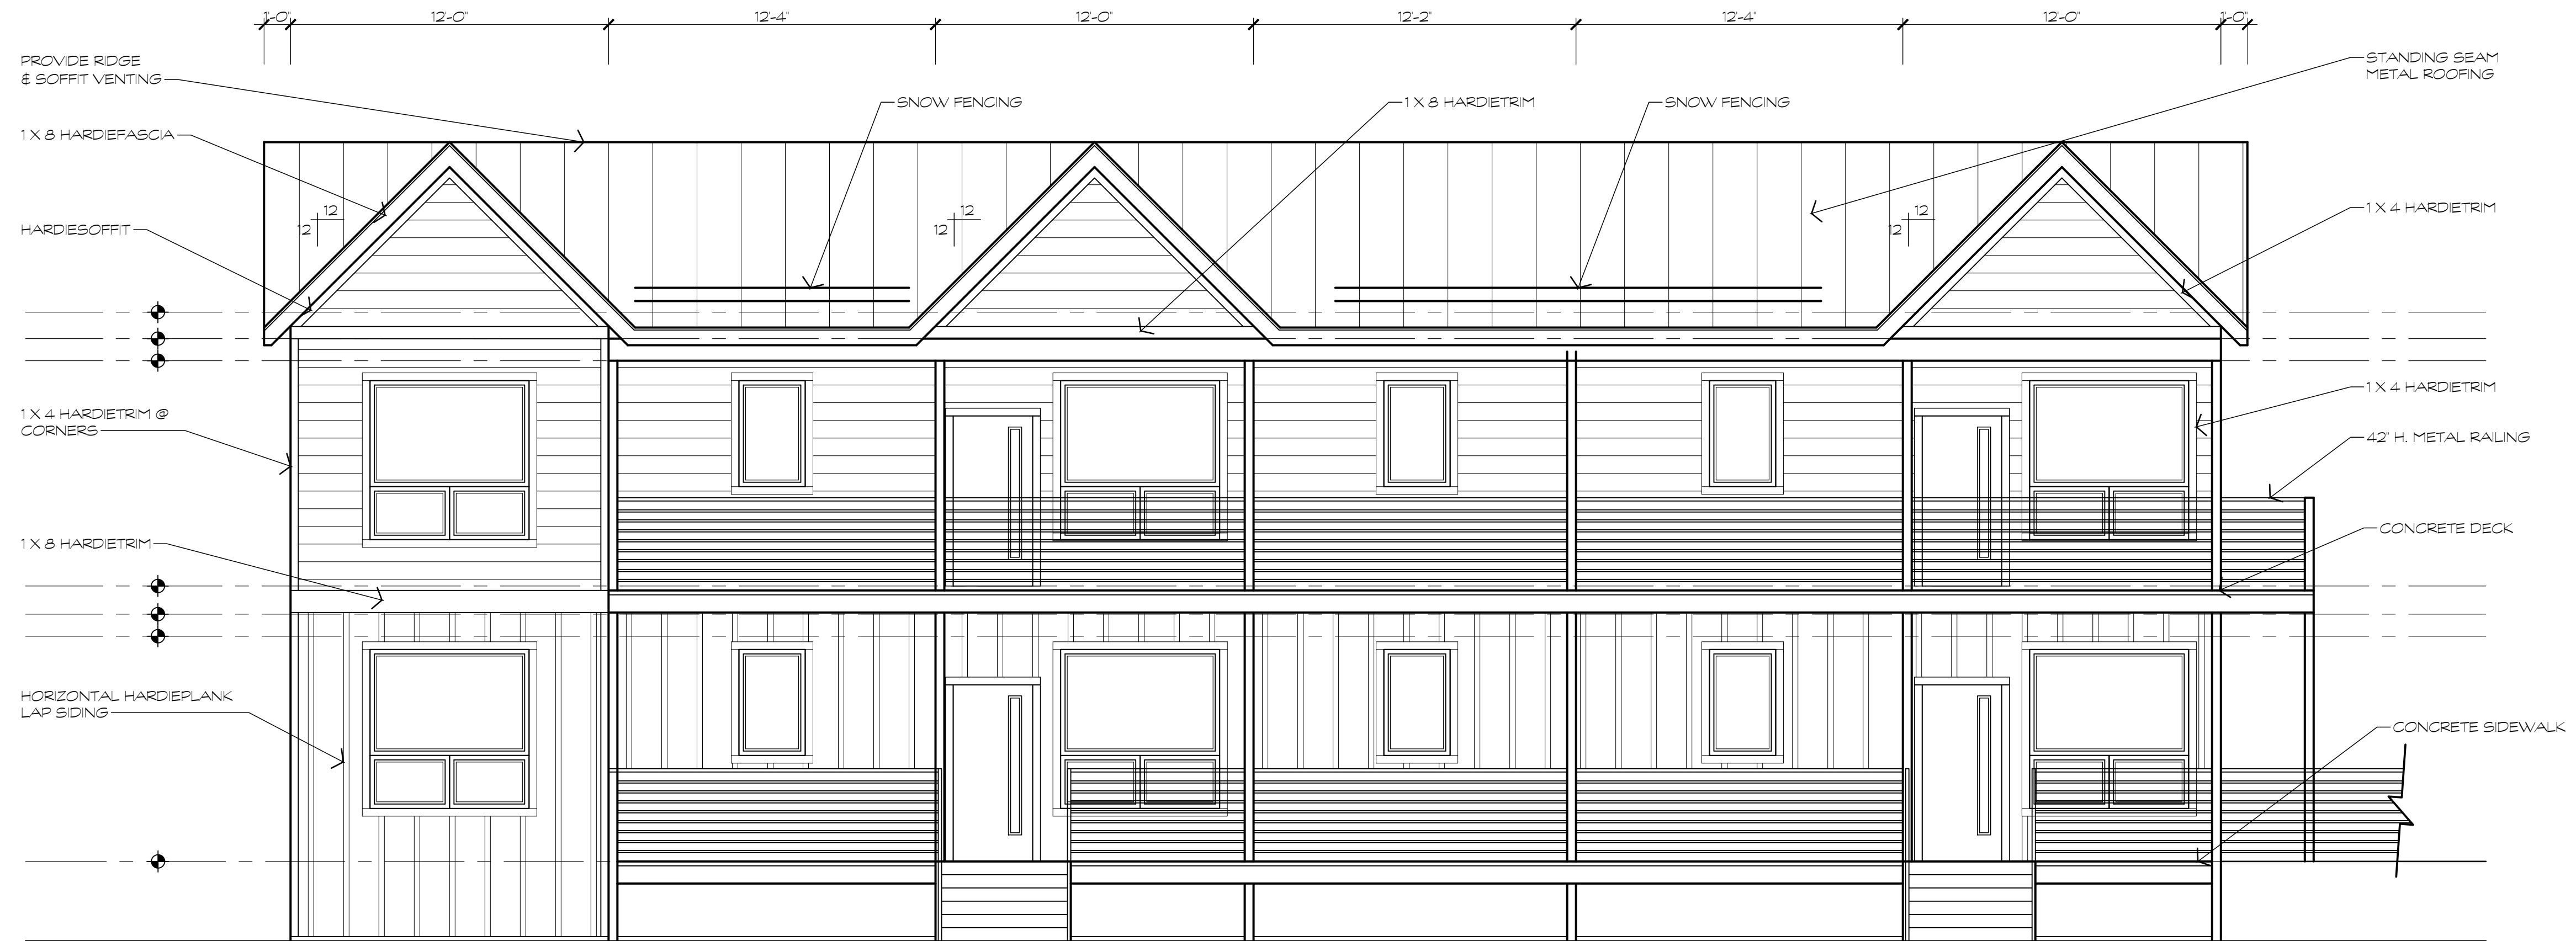 1'-0"
12'-0"
12'-4"
12'-0"
12'-2"
12'-4"
12'-0"
1'-0"
PROVIDE RIDGE
& SOFFIT VENTING
STANDING SEAM
METAL ROOFING
SNOW FENCING
1 X 8 HARDIETRIM
SNOW FENCING
1 X 8 HARDIEFASCIA
12
12
12
12
12
12
1 X 4 HARDIETRIM
HARDIESOFFIT
1 X 4 HARDIETRIM
1 X 4 HARDIETRIM @
CORNERS
42" H. METAL RAILING
CONCRETE DECK
1 X 8 HARDIETRIM
HORIZONTAL HARDIEPLANK
LAP SIDING
CONCRETE SIDEWALK